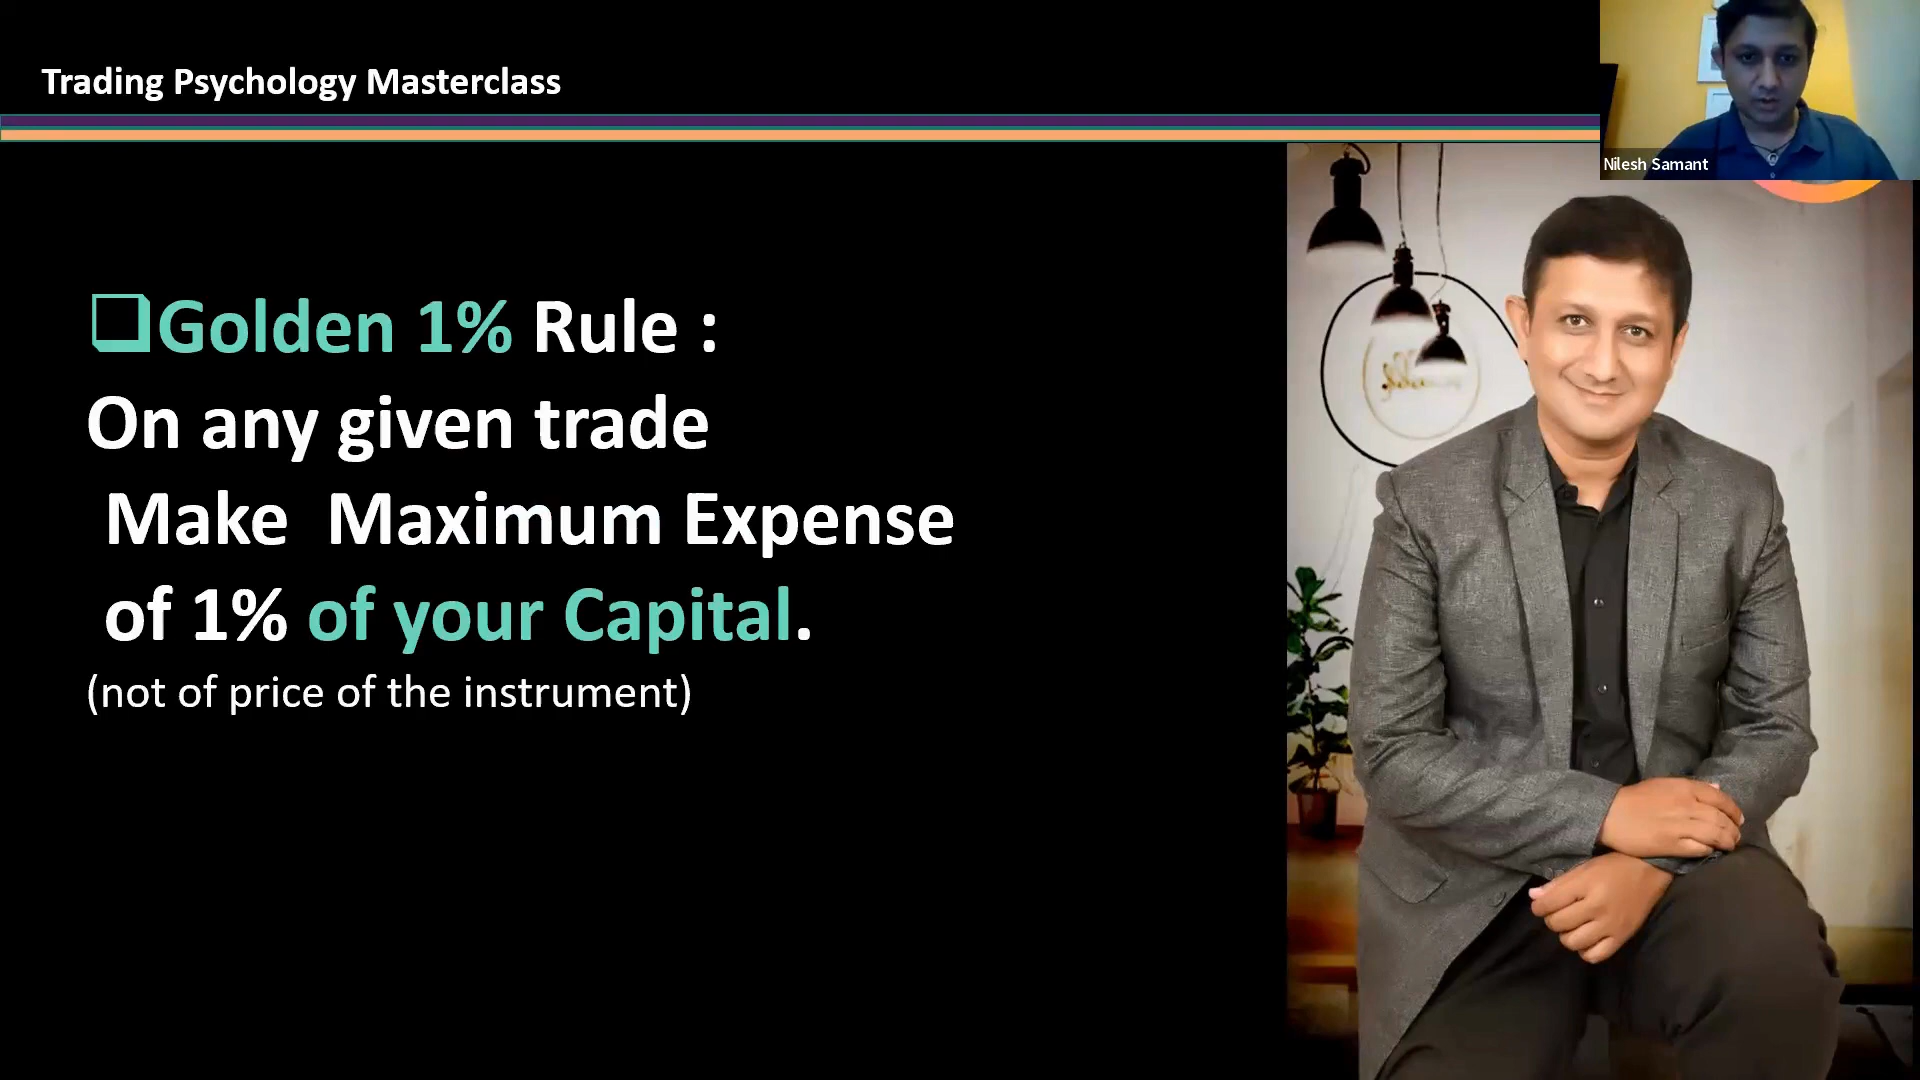 Trading Psychology Masterclass
Nilesh Samant
Golden 1% Rule :
On any given trade
Make Maximum Expense
of 1% of your Capital.
(not of price of the instrument)